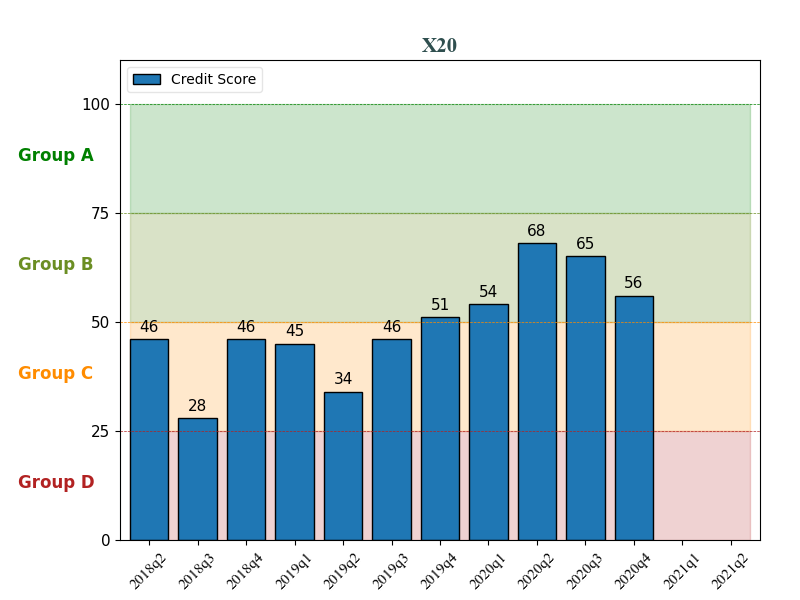 X20
Credit Score
100
Group A
75
Group B
50
Group C
25
Group D
0
46
28
46
45
34
46
51
54
68
65
56
2018q2
2018q3
2018q4
2019q1
2019q2
2019q3
2019q4
2020q1
2020q2
2020q3
2020q4
2021q1
2021q2